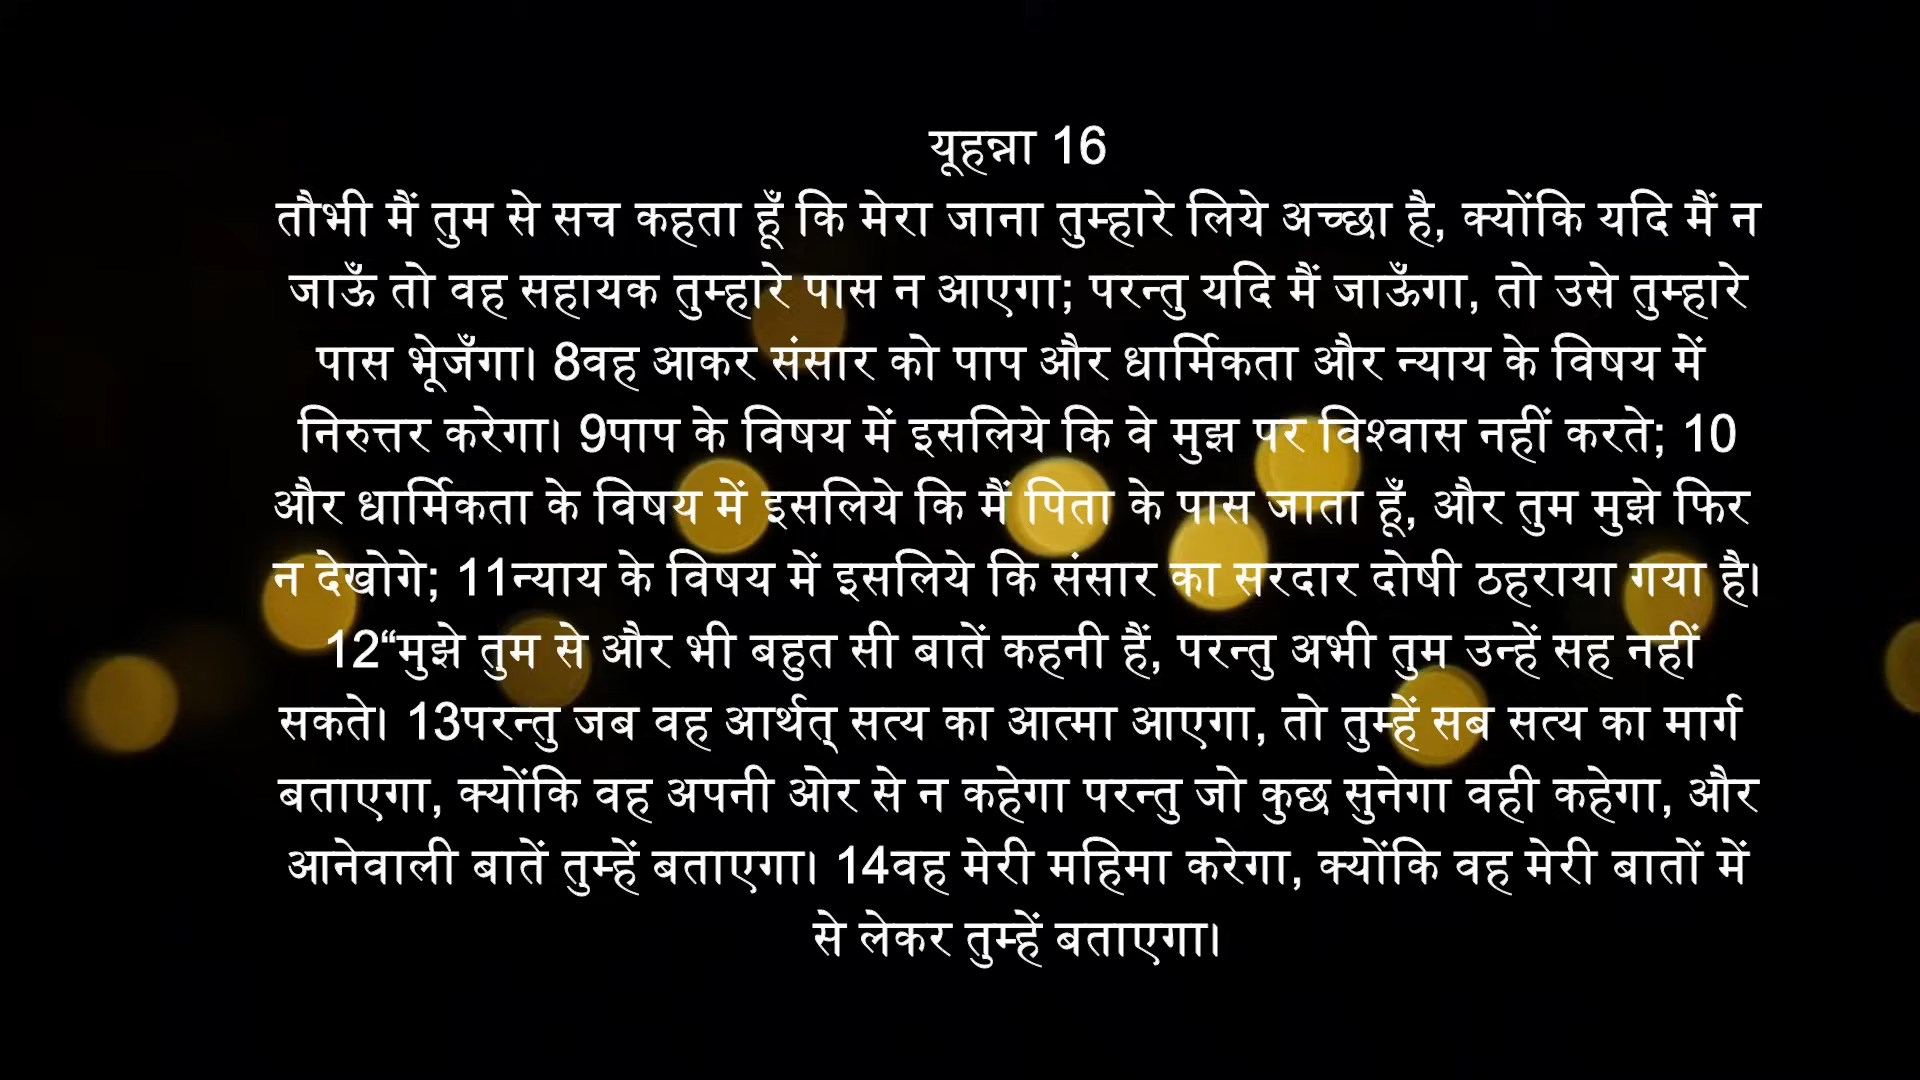 यूहन्ना 16
तौभी मैं तुम से सच कहता हूँ कि मेरा जाना तुम्हारे लिये अच्छा है, क्योंकि यदि मैं न
जाऊँ तो वह सहायक तुम्हारे पास न आएगा; परन्तु यदि मैं जाऊँगा, तो उसे तुम्हारे
पास भेूजँगा। 8वह आकर संसार को पाप और धार्मिकता और न्याय के विषय में
निरुत्तर करेगा। 9पाप के विषय में इसलिये कि वे मुझ पर विश्वास नहीं करते; 10
और धार्मिकता के विषय में इसलिये कि मैं पिता के पास जाता हूँ, और तुम मुझे फिर
न देखोगे; 11न्याय के विषय में इसलिये कि संसार का सरदार दोषी ठहराया गया है।
12“मुझे तुम से और भी बहुत सी बातें कहनी हैं, परन्तु अभी तुम उन्हें सह नहीं
सकते। 13परन्तु जब वह आर्थत् सत्य का आत्मा आएगा, तो तुम्हें सब सत्य का मार्ग
बताएगा, क्योंकि वह अपनी ओर से न कहेगा परन्तु जो कुछ सुनेगा वही कहेगा, और
आनेवाली बातें तुम्हें बताएगा। 14वह मेरी महिमा करेगा, क्योंकि वह मेरी बातों में
से लेकर तुम्हें बताएगा।